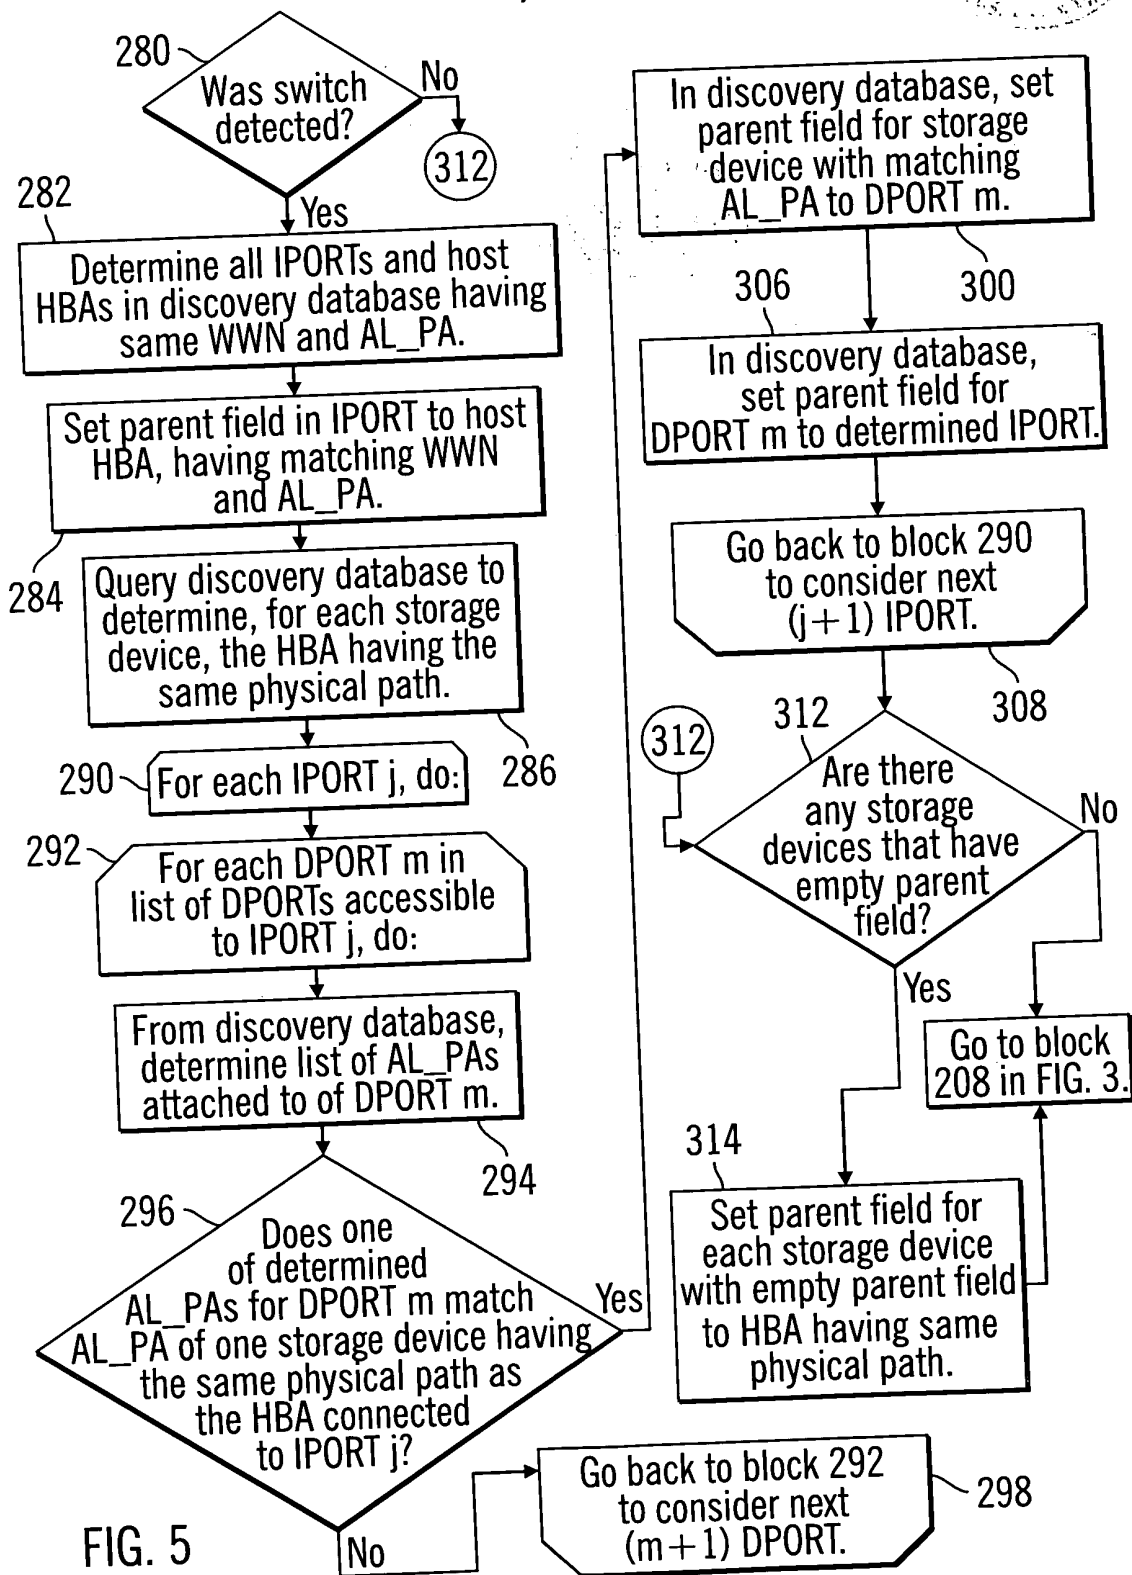 280
Was switch
detected?
No
312
Yes
282
Determine all IPORTs and host
HBAs in discovery database having
same WWN and AL_PA.
Set parent field in IPORT to host
HBA, having matching WWN
and AL_PA.
284
Query discovery database to
determine, for each storage
device, the HBA having the
same physical path.
286
290
For each IPORT j, do:
292
For each DPORT m in
list of DPORTs accessible
to IPORT j, do:
From discovery database,
determine list of AL_PAs
attached to of DPORT m.
294
296
Does one
of determined
AL_PAs for DPORT m match
AL_PA of one storage device having
the same physical path as
the HBA connected
to IPORT j?
Yes
No
Go back to block 292
to consider next
(m+1) DPORT.
298
In discovery database, set
parent field for storage
device with matching
AL_PA to DPORT m.
300
306
In discovery database,
set parent field for
DPORT m to determined IPORT.
Go back to block 290
to consider next
(j+1) IPORT.
308
312
312
Are there
any storage
devices that have
empty parent
field?
No
Yes
Go to block
208 in FIG. 3.
314
Set parent field for
each storage device
with empty parent field
to HBA having same
physical path.
FIG. 5